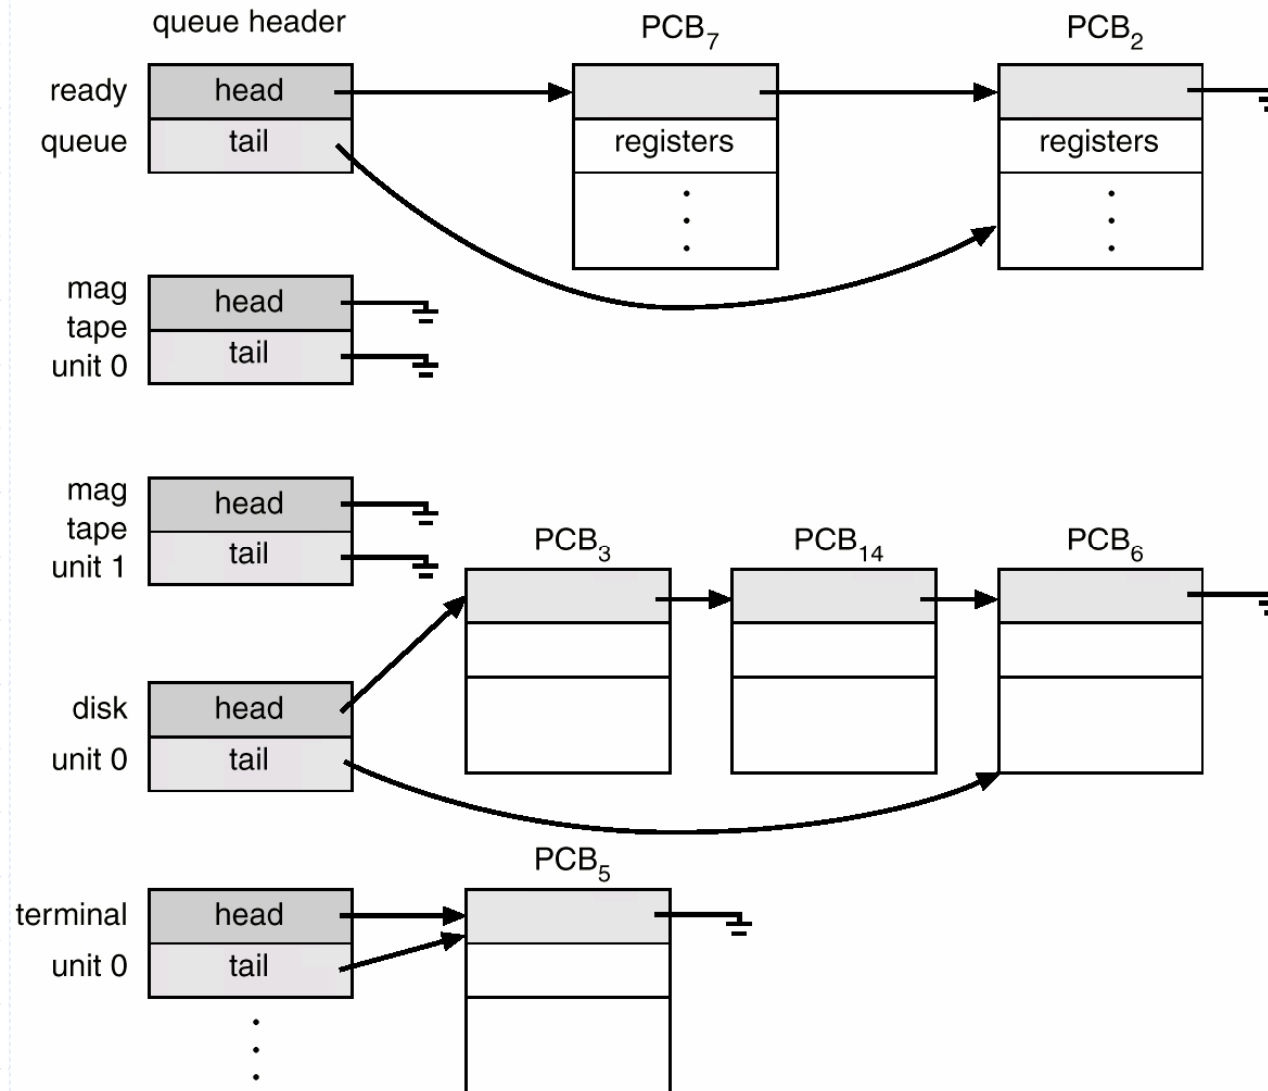 queue header
PCB7
PCB2
ready
queue
head
tail
registers
registers
mag
tape
unit 0
head
tail
mag
tape
unit 1
head
tail
PCB3
PCB14
PCB6
disk
unit 0
head
tail
PCB5
terminal
unit 0
head
tail